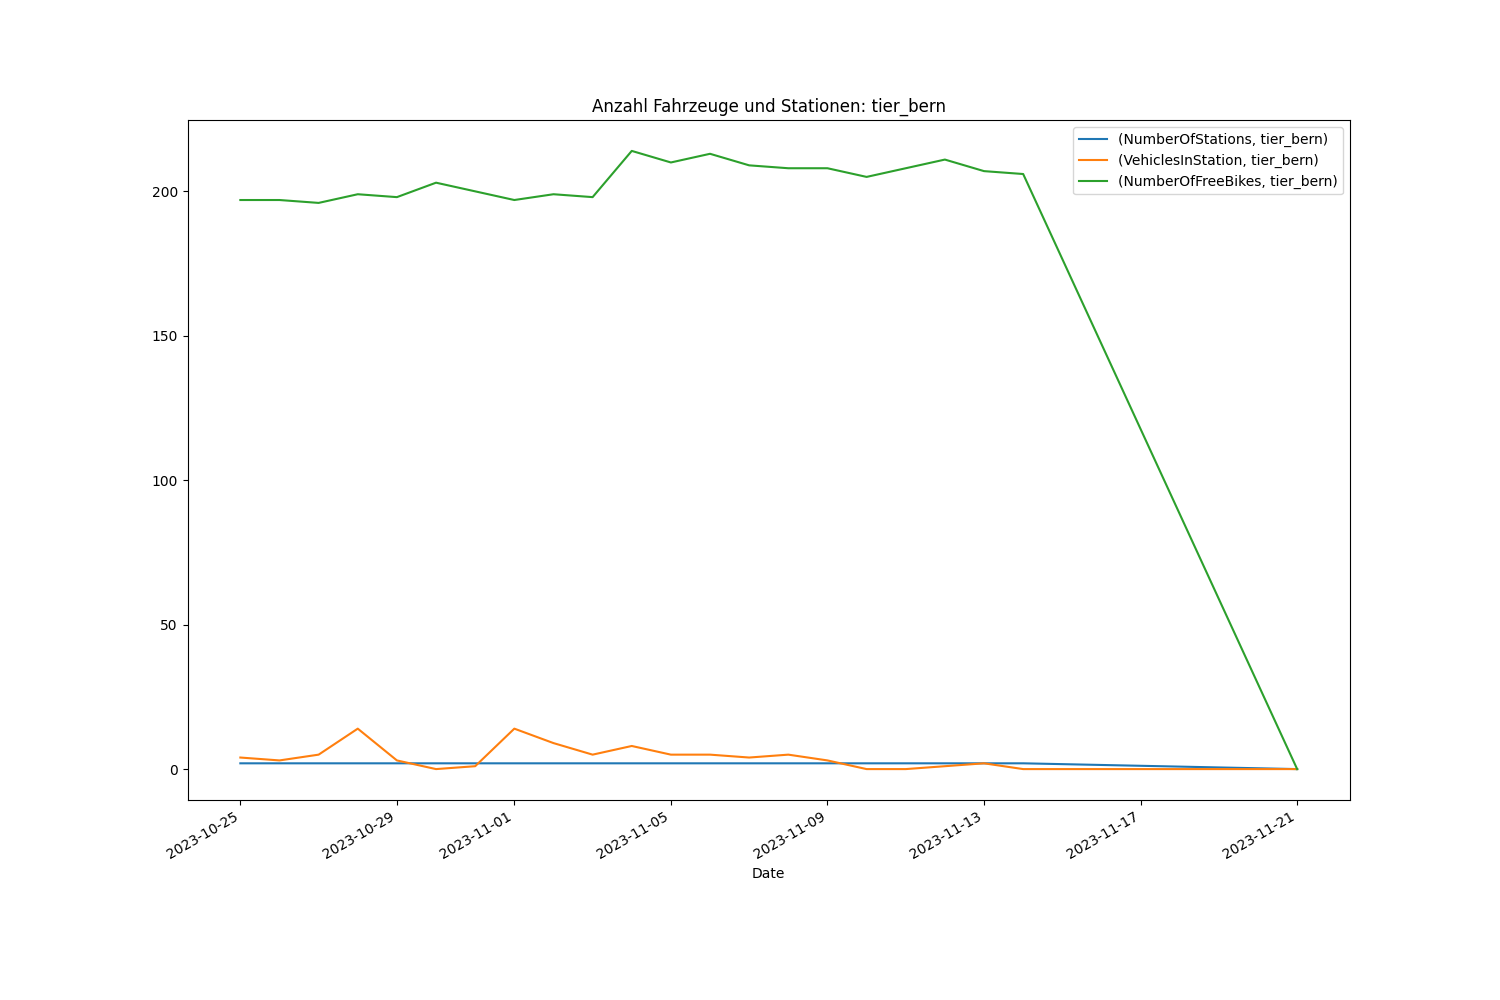 Anzahl Fahrzeuge und Stationen: tier_bern
(NumberOfStations, tier_bern)
(VehiclesInStation, tier_bern)
(NumberOfFreeBikes, tier_bern)
200
150
100
50
0
2023-10-25
2023-10-29
2023-11-01
2023-11-05
2023-11-09
2023-11-13
2023-11-17
2023-11-21
Date